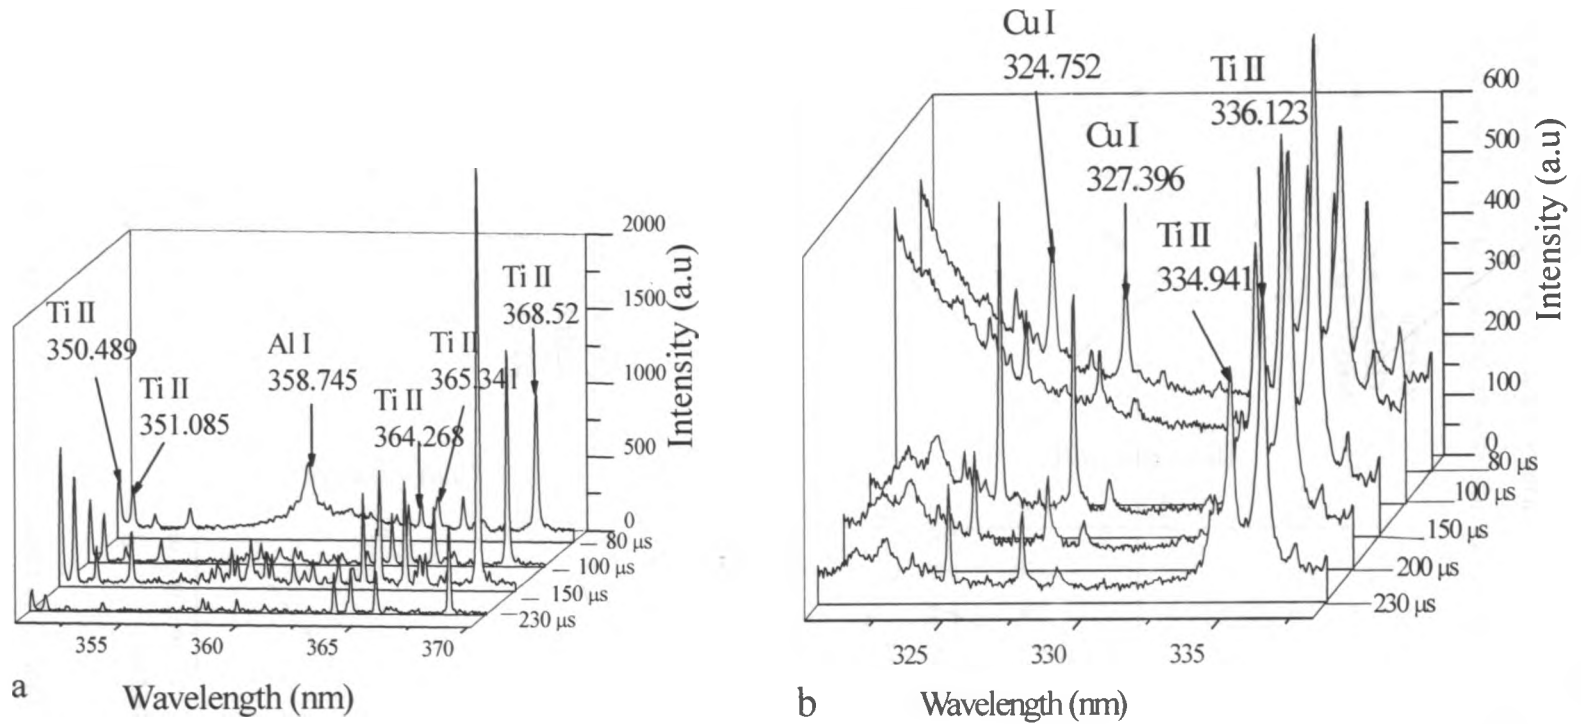 2000
Ti II
368.52
1500
Intensity (a.u)
Ti II
350.489
Al I
358.745
Ti II
365.341
1000
Ti II
351.085
Ti II
364.268
500
0
80 μs
100 μs
150 μs
230 μs
355
360
365
370
a
Wavelength (nm)
Cu I
324.752
Ti II
336.123
600
Cu I
327.396
500
400
Intensity (a.u)
Ti II
334.941
300
200
100
0
80 μs
100 μs
150 μs
200 μs
230 μs
325
330
335
b
Wavelength (nm)